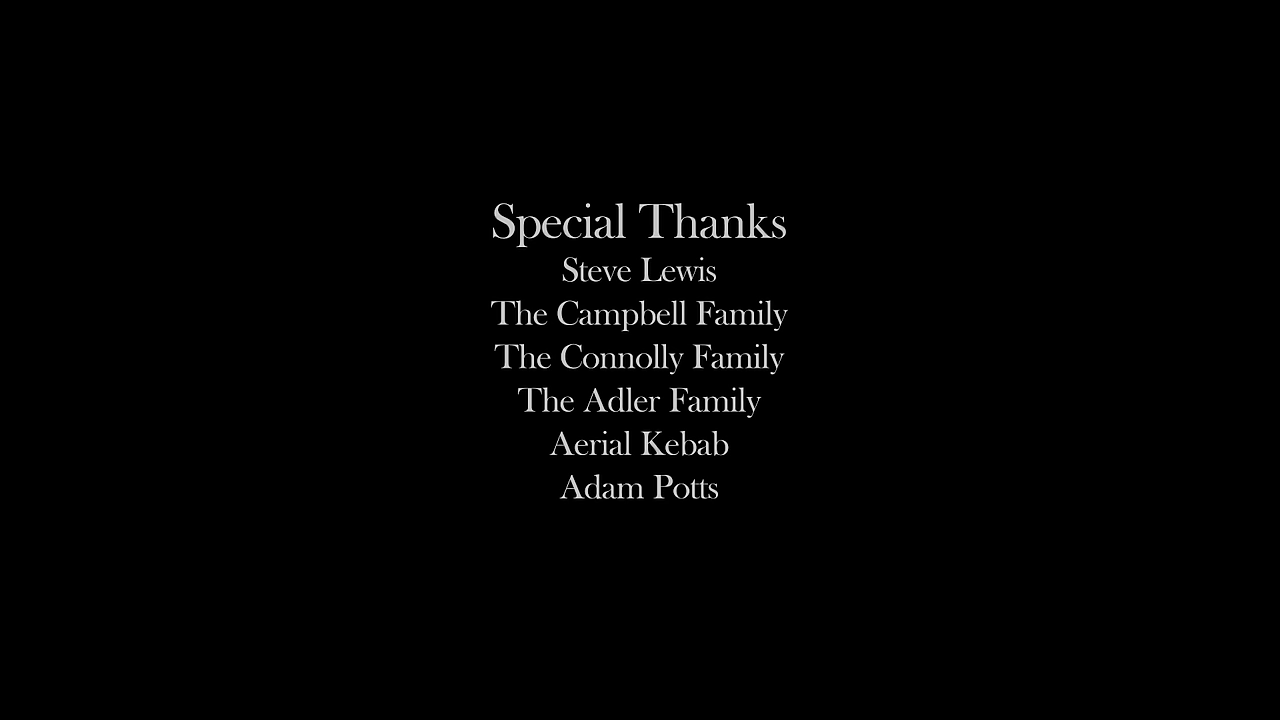 Special Thanks
Steve Lewis
The Campbell Family
The Connolly Family
The Adler Family
Aerial Kebab
Adam Potts